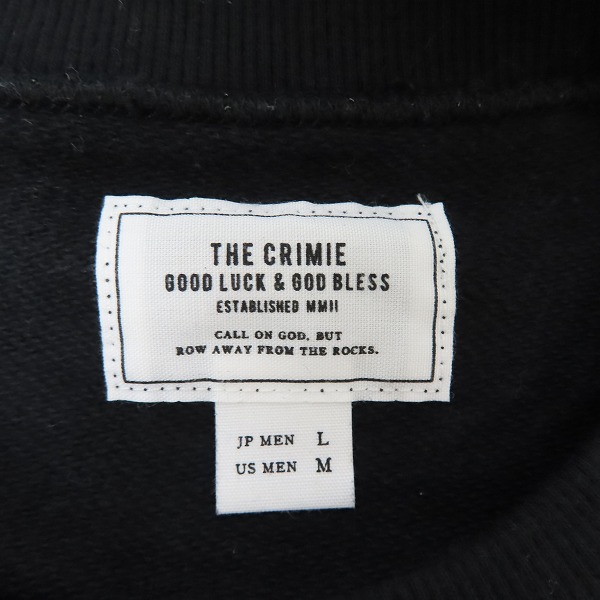 THE CRIMIE
GOOD LUCK & GOD BLESS
ESTABLISHED MMII
CALL ON GOD, BUT
ROW AWAY FROM THE ROCKS.
JP MEN L
US MEN M